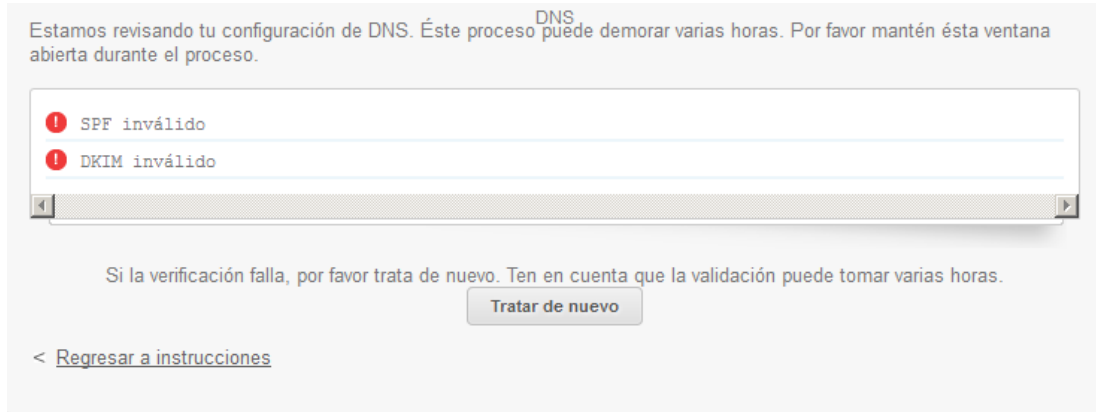 DNS
Estamos revisando tu configuración de DNS. Éste proceso puede demorar varias horas. Por favor mantén ésta ventana
abierta durante el proceso.
SPF inválido
DKIM inválido
Si la verificación falla, por favor trata de nuevo. Ten en cuenta que la validación puede tomar varias horas.
Tratar de nuevo
< Regresar a instrucciones